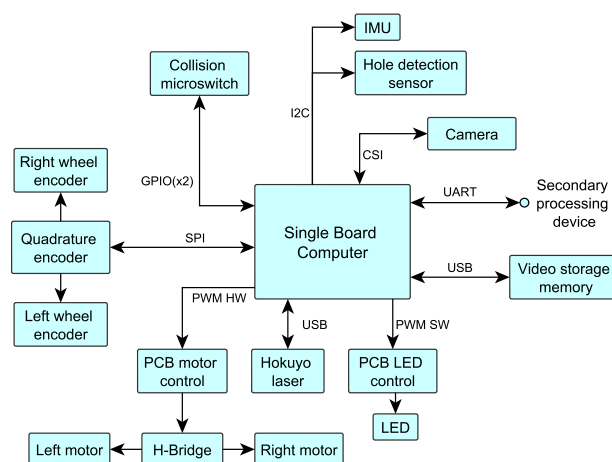 IMU
Collision
microswitch
Hole detection
sensor
I2C
Camera
CSI
Right wheel
encoder
GPIO(x2)
UART
Secondary
processing
device
Single Board
Computer
Quadrature
encoder
SPI
USB
Video storage
memory
Left wheel
encoder
PWM HW
USB
PWM SW
PCB motor
control
Hokuyo
laser
PCB LED
control
LED
Left motor
H-Bridge
Right motor